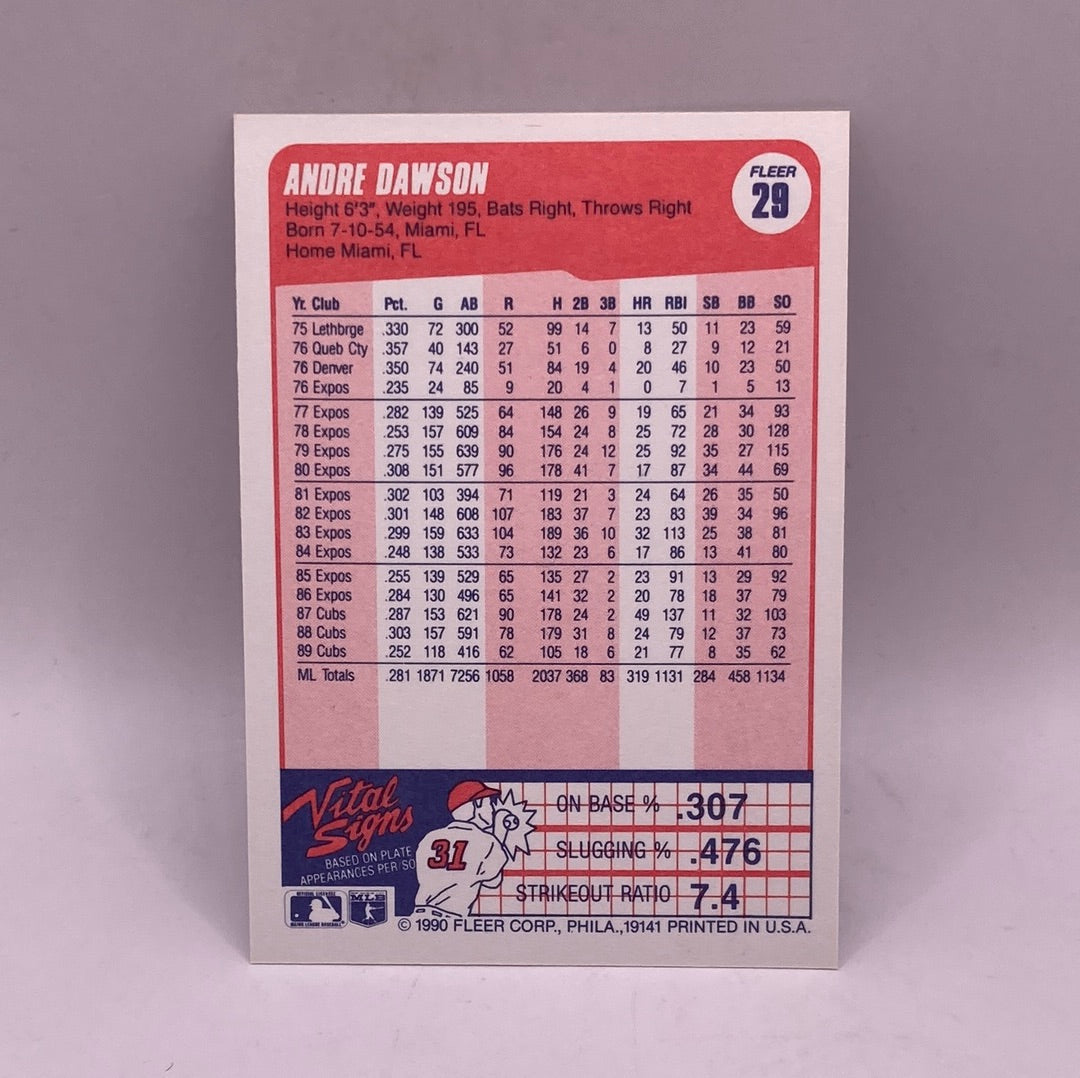 ANDRE DAWSON
FLEER
29
Height 6'3", Weight 195, Bats Right, Throws Right
Born 7-10-54, Miami, FL
Home Miami, FL
Yr. Club Pct. G AB R H 2B 3B HR RBI SB BB SO
75 Lethbrge .330 72 300 52 99 14 7 13 50 11 23 59
76 Queb Cty .357 40 143 27 51 6 0 8 27 9 12 21
76 Denver .350 74 240 51 84 19 4 20 46 10 23 50
76 Expos .235 24 85 9 20 4 1 0 7 1 5 13
77 Expos .282 139 525 64 148 26 9 19 65 21 34 93
78 Expos .253 157 609 84 154 24 8 25 72 28 30 128
79 Expos .275 155 639 90 176 24 12 25 92 35 27 115
80 Expos .308 151 577 96 178 41 7 17 87 34 44 69
81 Expos .302 103 394 71 119 21 3 24 64 26 35 50
82 Expos .301 148 608 107 183 37 7 23 83 39 34 96
83 Expos .299 159 633 104 189 36 10 32 113 25 38 81
84 Expos .248 138 533 73 132 23 6 17 86 13 41 80
85 Expos .255 139 529 65 135 27 2 23 91 13 29 92
86 Expos .284 130 496 65 141 32 2 20 78 18 37 79
87 Cubs .287 153 621 90 178 24 2 49 137 11 32 103
88 Cubs .303 157 591 78 179 31 8 24 79 12 37 73
89 Cubs .252 118 416 62 105 18 6 21 77 8 35 62
ML Totals .281 1871 7256 1058 2037 368 83 319 1131 284 458 1134
Vital
Signs
BASED ON PLATE
APPEARANCES PER SO
31
ON BASE % .307
SLUGGING % .476
STRIKEOUT RATIO 7.4
MAJOR LEAGUE BASEBALL
MLB
© 1990 FLEER CORP., PHILA., 19141 PRINTED IN U.S.A.